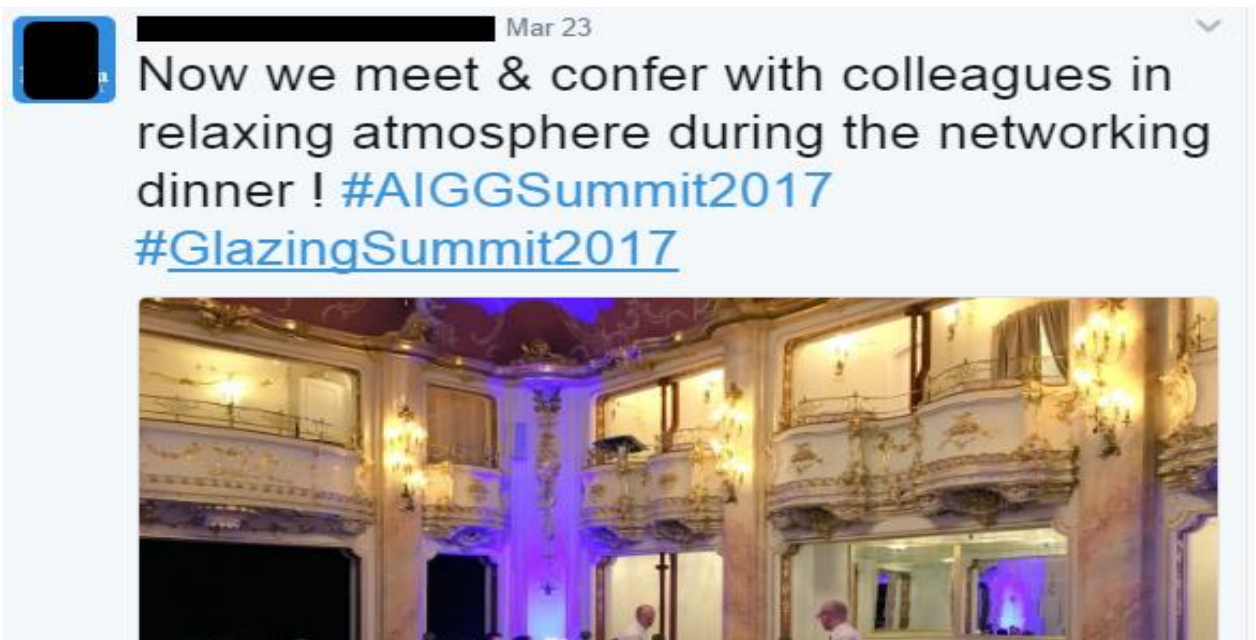 Mar 23
Now we meet & confer with colleagues in
relaxing atmosphere during the networking
dinner ! #AIGGSummit2017
#GlazingSummit2017